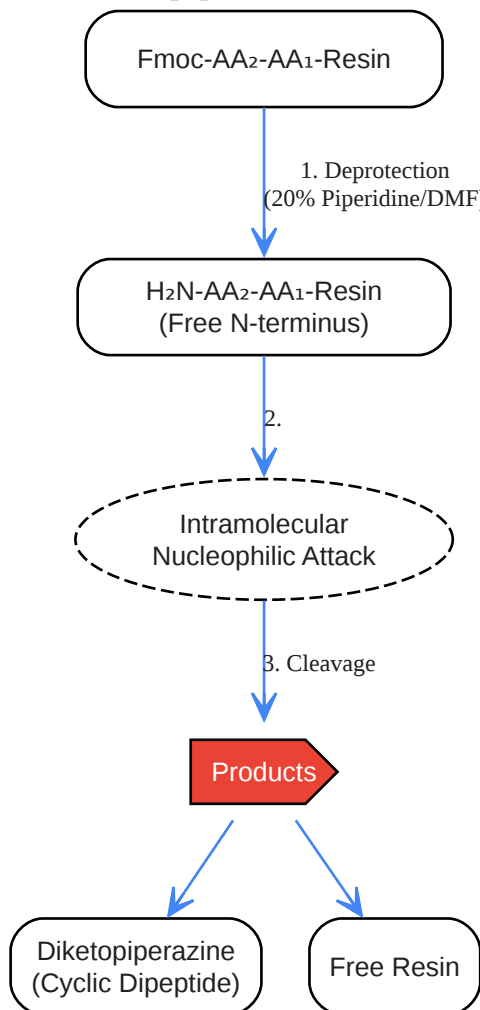 Fmoc-AA₂-AA₁-Resin
1. Deprotection
(20% Piperidine/DMF)
H₂N-AA₂-AA₁-Resin
(Free N-terminus)
2.
Intramolecular
Nucleophilic Attack
3. Cleavage
Products
Diketopiperazine
(Cyclic Dipeptide)
Free Resin